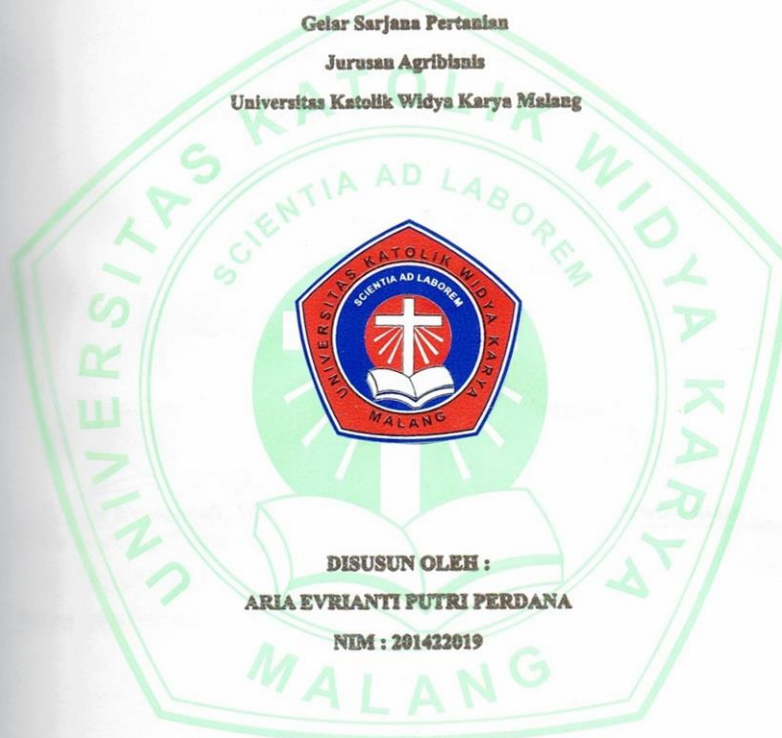 Gelar Sarjana Pertanian
Jurusan Agribisnis
Universitas Katolik Widya Karya Malang
UNIVERSITAS KATOLIK WIDYA KARYA
SCIENTIA AD LABOREM
MALANG
UNIVERSITAS KATOLIK WIDYA KARYA
SCIENTIA AD LABOREM
MALANG
DISUSUN OLEH :
ARIA EVRIANTI PUTRI PERDANA
NIM : 201422019